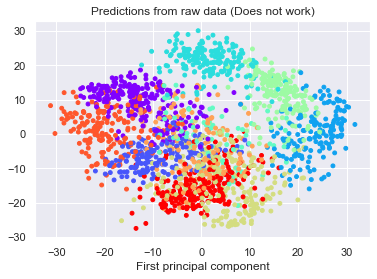 Predictions from raw data (Does not work)
30
20
10
0
−10
−20
−30
−30 −20 −10 0 10 20 30
First principal component